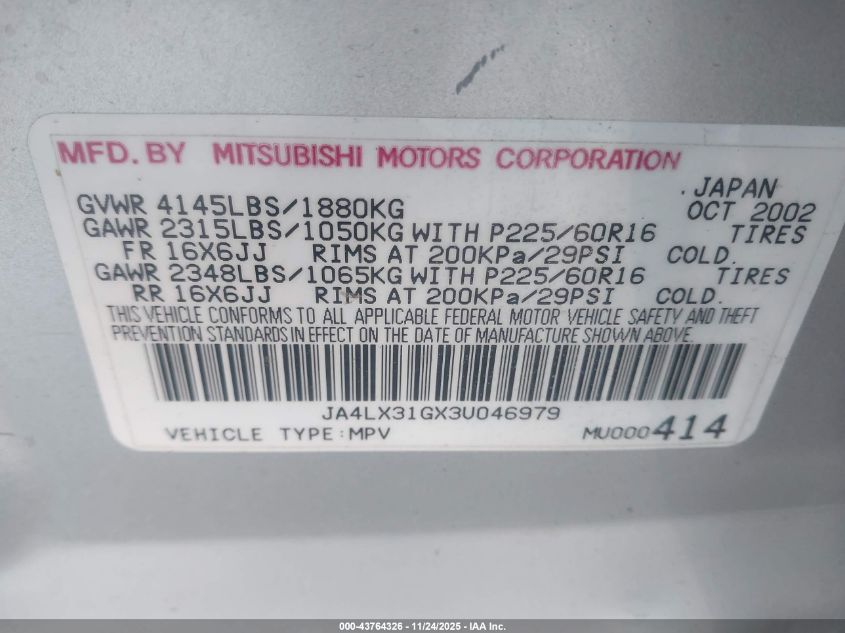 MFD. BY MITSUBISHI MOTORS CORPORATION
. JAPAN
GVWR 4145LBS/1880KG OCT 2002
GAWR 2315LBS/1050KG WITH P225/60R16 TIRES
FR 16X6JJ RIMS AT 200KPa/29PSI COLD.
GAWR 2348LBS/1065KG WITH P225/60R16 TIRES
RR 16X6JJ RIMS AT 200KPa/29PSI COLD.
THIS VEHICLE CONFORMS TO ALL APPLICABLE FEDERAL MOTOR VEHICLE SAFETY AND THEFT
PREVENTION STANDARDS IN EFFECT ON THE DATE OF MANUFACTURE SHOWN ABOVE.
JA4LX31GX3U046979
VEHICLE TYPE:MPV MU000414
000-43764326 - 11/24/2025 - IAA Inc.